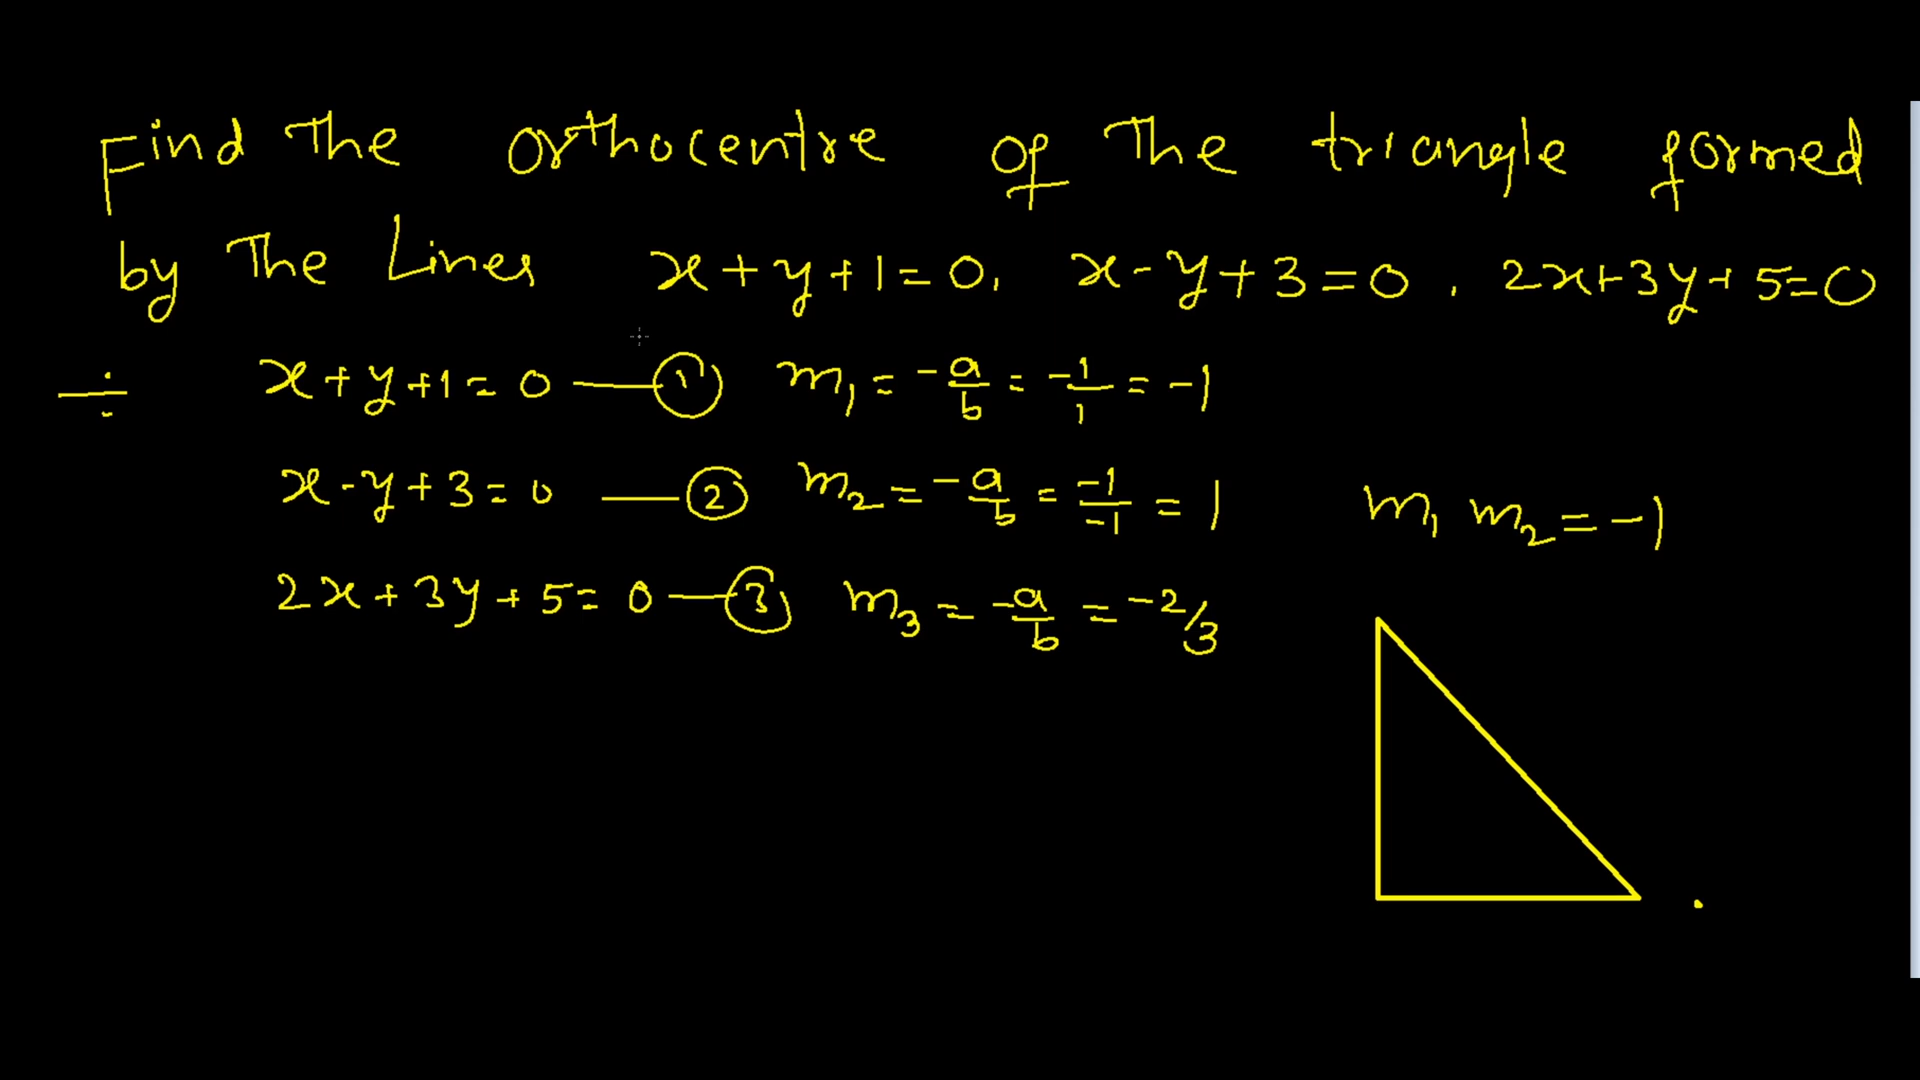 Find The orthocentre of The triangle formed
by The Lines x + y + 1 = 0, x - y + 3 = 0 . 2x+3y+5=0
÷ x + y + 1 = 0 — ① m₁ = -a/b = -1/1 = -1
x - y + 3 = 0 — ② m₂ = -a/b = -1/-1 = 1 m₁ m₂ = -1
2x + 3y + 5 = 0 — ③ m₃ = -a/b = -2/3